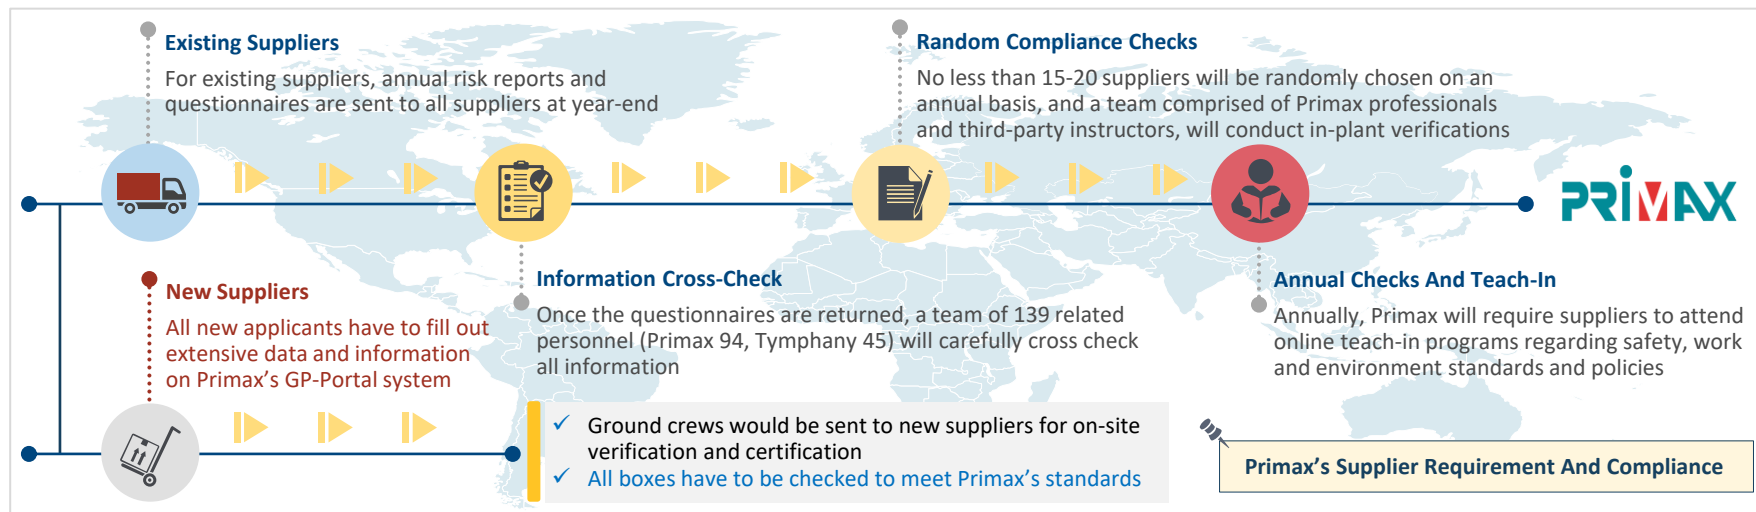 Existing Suppliers
For existing suppliers, annual risk reports and
questionnaires are sent to all suppliers at year-end
Random Compliance Checks
No less than 15-20 suppliers will be randomly chosen on an
annual basis, and a team comprised of Primax professionals
and third-party instructors, will conduct in-plant verifications
PRIMAX
New Suppliers
All new applicants have to fill out
extensive data and information
on Primax’s GP-Portal system
Information Cross-Check
Once the questionnaires are returned, a team of 139 related
personnel (Primax 94, Tymphany 45) will carefully cross check
all information
Annual Checks And Teach-In
Annually, Primax will require suppliers to attend
online teach-in programs regarding safety, work
and environment standards and policies
✓ Ground crews would be sent to new suppliers for on-site
verification and certification
✓ All boxes have to be checked to meet Primax’s standards
Primax’s Supplier Requirement And Compliance